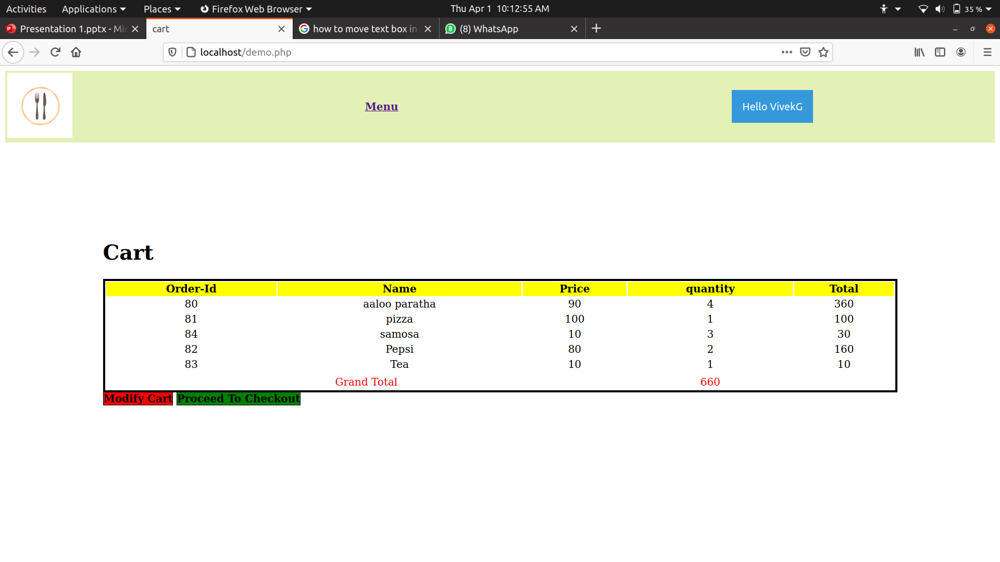 Activities Applications Places Firefox Web Browser Thu Apr 1 10:12:55 AM 35 %
Presentation 1.pptx - Mic cart how to move text box in (8) WhatsApp
localhost/demo.php
Menu Hello VivekG
Cart
Order-Id Name Price quantity Total
80 aaloo paratha 90 4 360
81 pizza 100 1 100
84 samosa 10 3 30
82 Pepsi 80 2 160
83 Tea 10 1 10
Grand Total 660
Modify Cart Proceed To Checkout